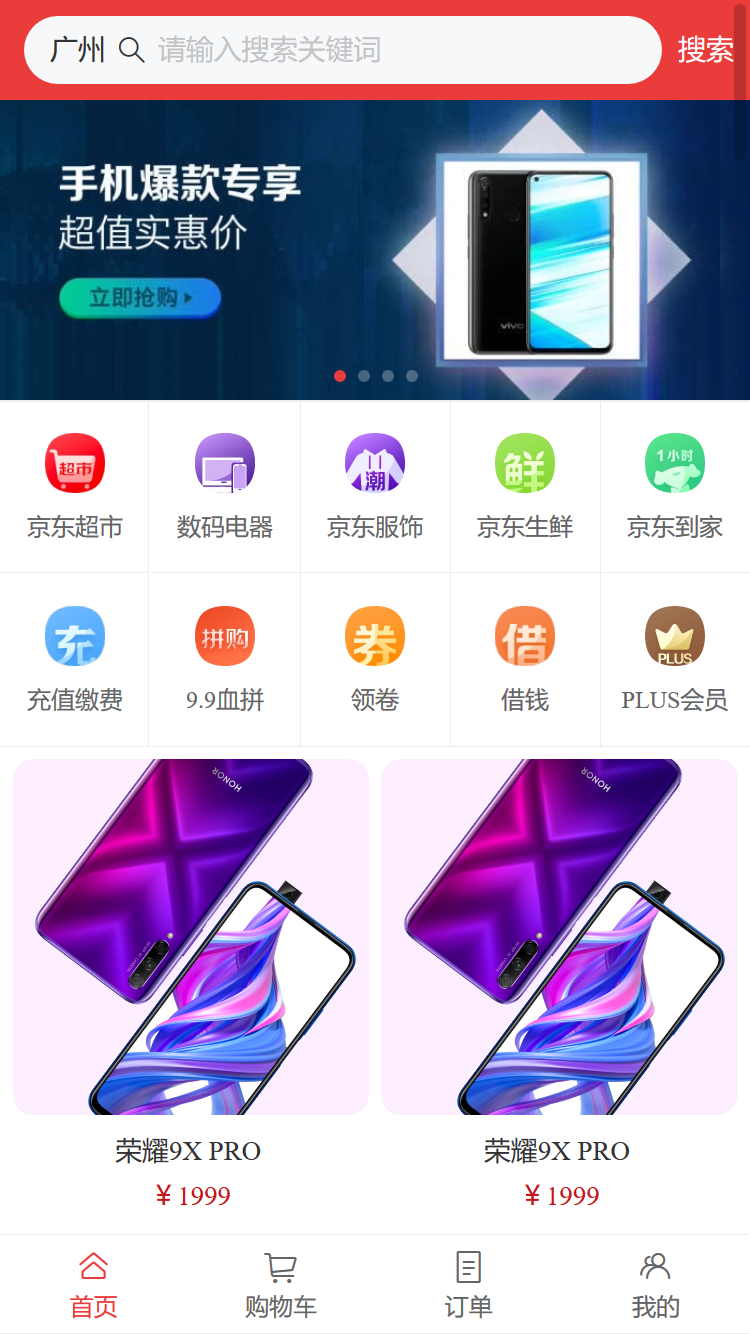 广州 请输入搜索关键词 搜索
手机爆款专享
超值实惠价
立即抢购
vivo
超市 潮 鲜 1小时
京东超市 数码电器 京东服饰 京东生鲜 京东到家
充 拼购 券 借 PLUS
充值缴费 9.9血拼 领卷 借钱 PLUS会员
HONOR HONOR
荣耀9X PRO 荣耀9X PRO
¥ 1999 ¥ 1999
首页 购物车 订单 我的